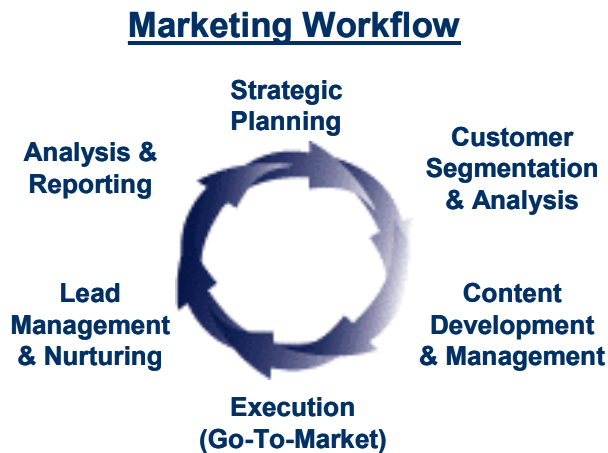 Marketing Workflow
Strategic
Planning
Customer
Segmentation
& Analysis
Content
Development
& Management
Execution
(Go-To-Market)
Lead
Management
& Nurturing
Analysis &
Reporting